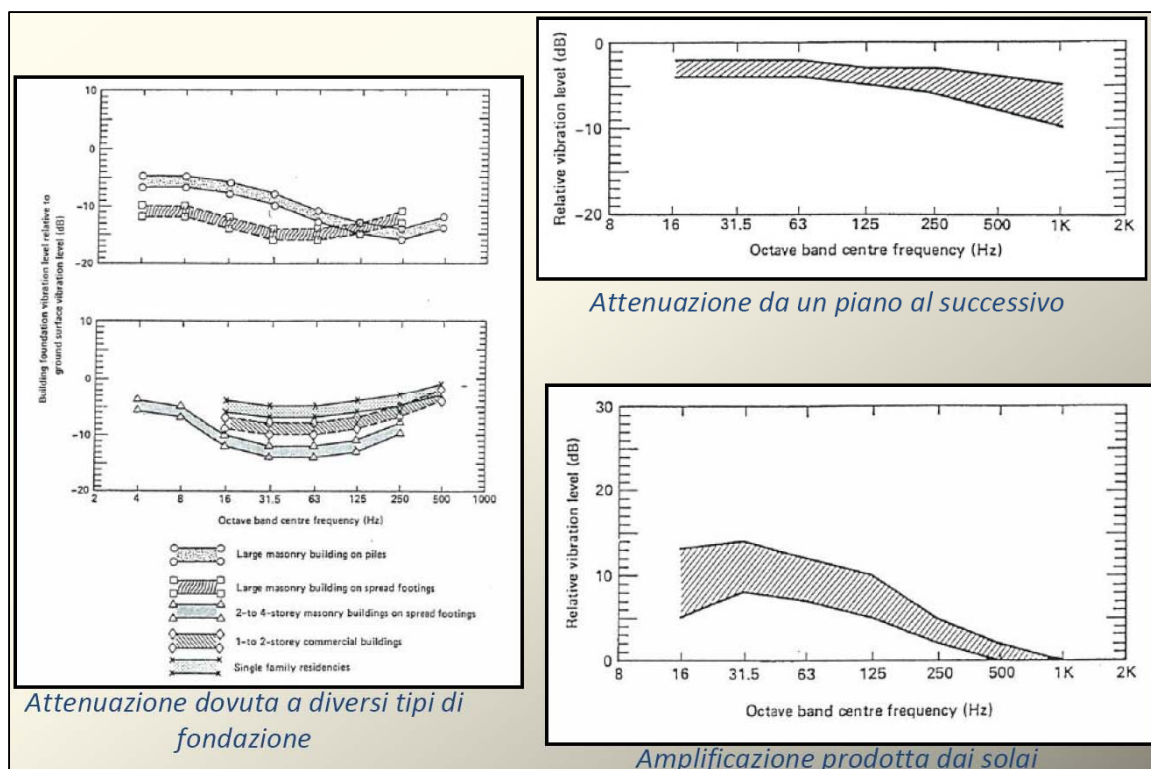 Building foundation vibration level relative to
ground surface vibration level (dB)
10
0
-10
-20
10
0
-10
-20
2 4 8 16 31.5 63 125 250 500 1000
Octave band centre frequency (Hz)
Large masonry building on piles
Large masonry building on spread footings
2-to 4-storey masonry buildings on spread footings
1-to 2-storey commercial buildings
Single family residencies
Attenuazione dovuta a diversi tipi di
fondazione
Relative vibration level (dB)
0
-10
-20
8 16 31.5 63 125 250 500 1K 2K
Octave band centre frequency (Hz)
Attenuazione da un piano al successivo
Relative vibration level (dB)
30
20
10
0
8 16 31.5 63 125 250 500 1K 2K
Octave band centre frequency (Hz)
Amplificazione prodotta dai solai